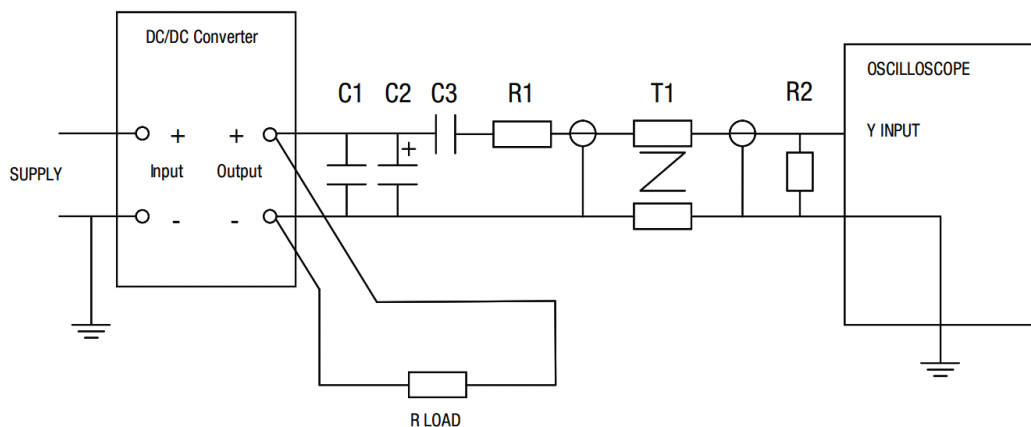 DC/DC Converter
OSCILLOSCOPE
C1 C2 C3 R1 T1 R2
+ + +
Y INPUT
SUPPLY
Input Output
- -
R LOAD